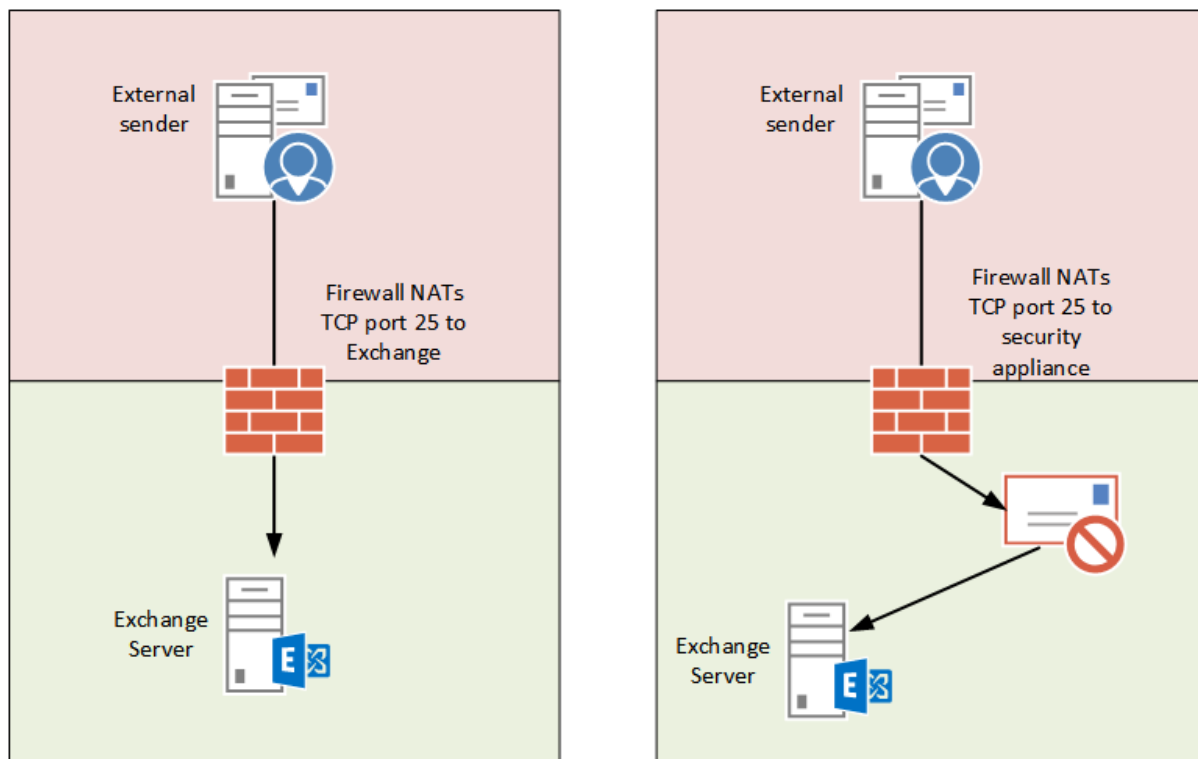 External
sender
Firewall NATs
TCP port 25 to
Exchange
Exchange
Server
E
External
sender
Firewall NATs
TCP port 25 to
security
appliance
Exchange
Server
E